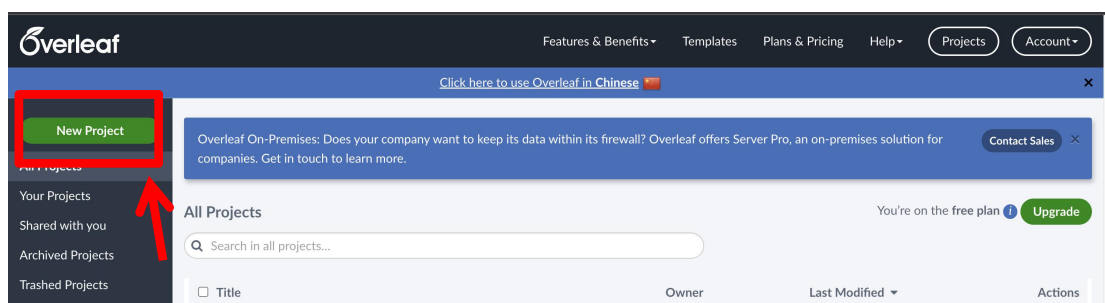 Overleaf
Features & Benefits Templates Plans & Pricing Help Projects Account
Click here to use Overleaf in Chinese
×
New Project
All Projects
Your Projects
Shared with you
Archived Projects
Trashed Projects
Overleaf On-Premises: Does your company want to keep its data within its firewall? Overleaf offers Server Pro, an on-premises solution for
companies. Get in touch to learn more.
Contact Sales ×
All Projects
You're on the free plan i Upgrade
Search in all projects...
Title Owner Last Modified Actions